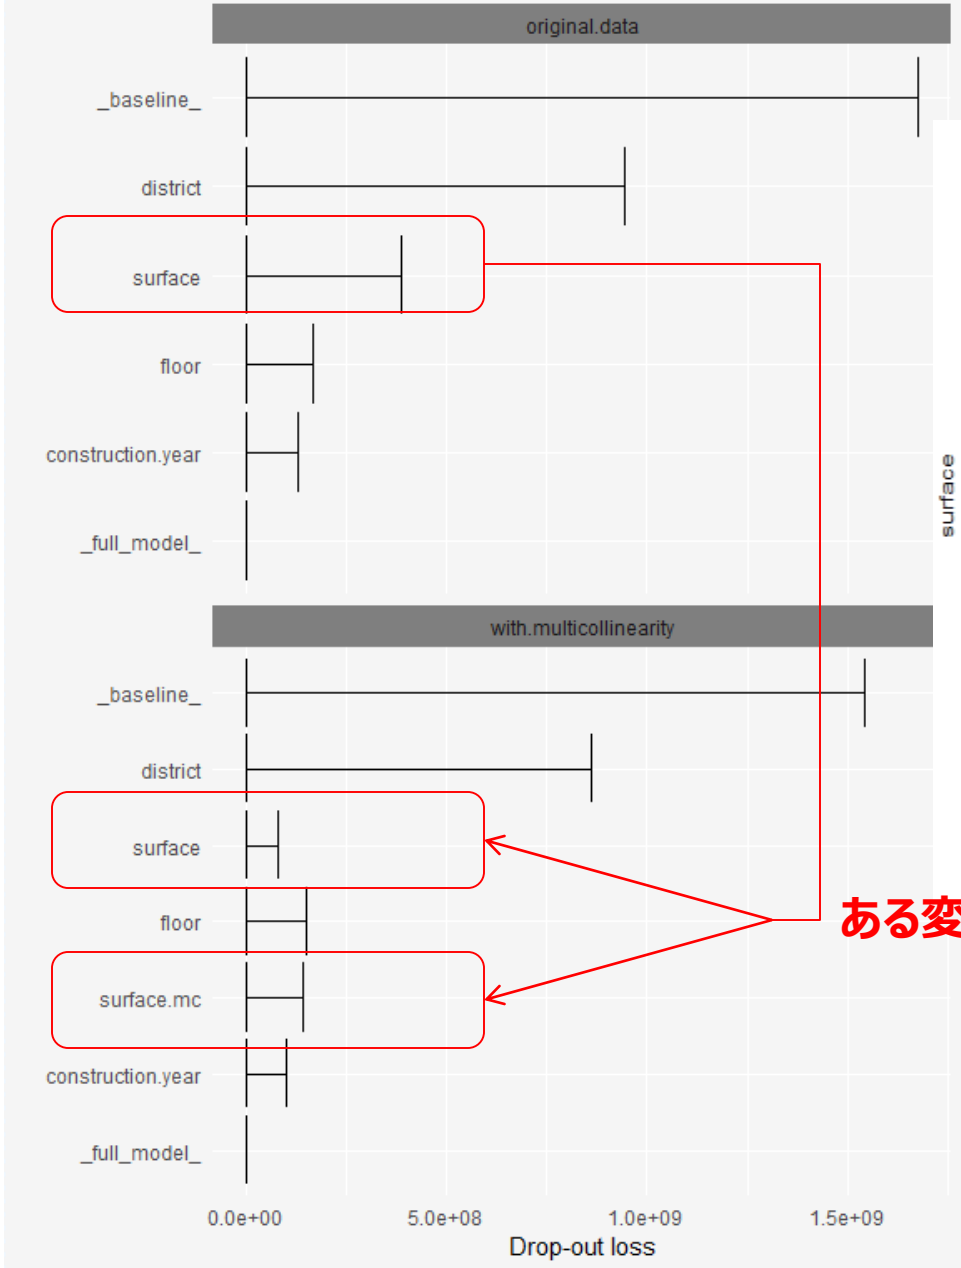 original.data
_baseline_
district
surface
floor
construction.year
_full_model_
surface
with.multicollinearity
_baseline_
district
surface
floor
ある変
surface.mc
construction.year
_full_model_
0.0e+00 5.0e+08 1.0e+09 1.5e+09
Drop-out loss